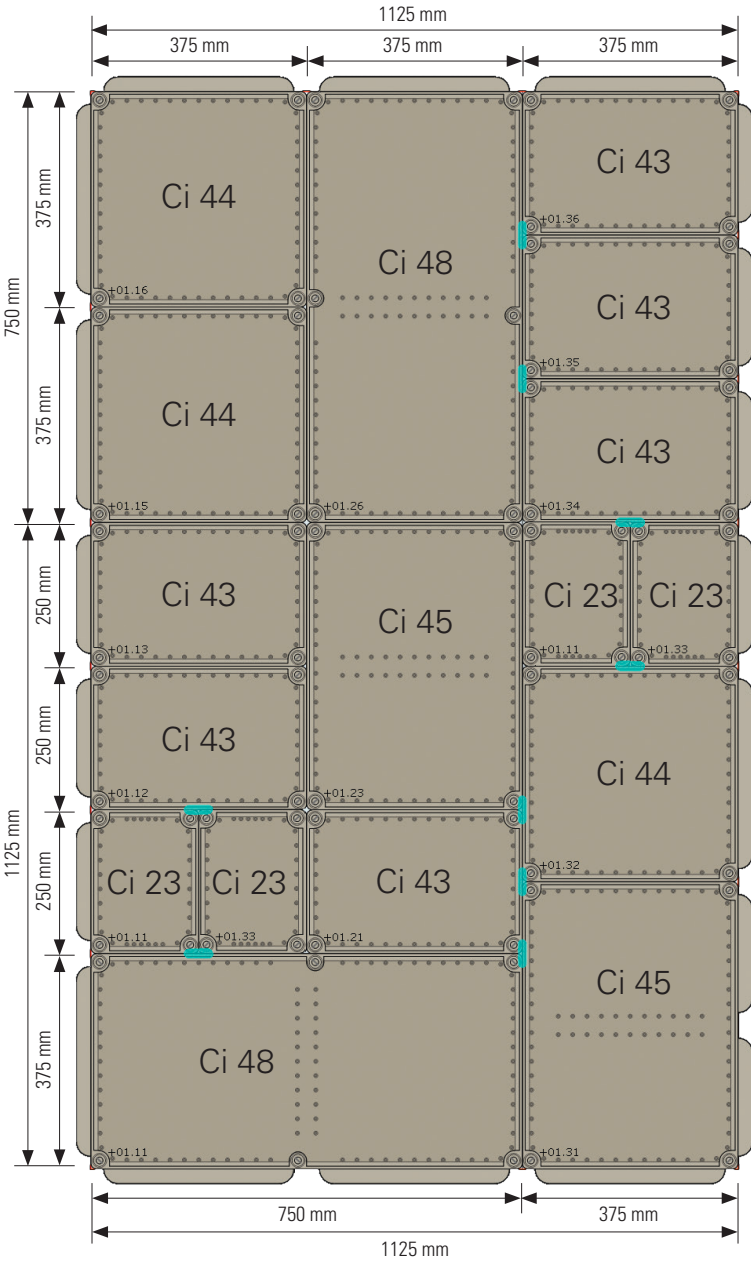 1125 mm
375 mm 375 mm 375 mm
750 mm
375 mm
Ci 44
+01.16
Ci 48
Ci 43
+01.36
Ci 43
+01.35
375 mm
Ci 44
+01.15
+01.26
Ci 43
+01.34
1125 mm
250 mm
Ci 43
+01.13
Ci 45
Ci 23
+01.11
Ci 23
+01.33
250 mm
Ci 43
+01.12
+01.23
Ci 44
+01.32
250 mm
Ci 23
+01.11
Ci 23
+01.33
Ci 43
+01.21
375 mm
Ci 48
+01.11
Ci 45
+01.31
750 mm 375 mm
1125 mm